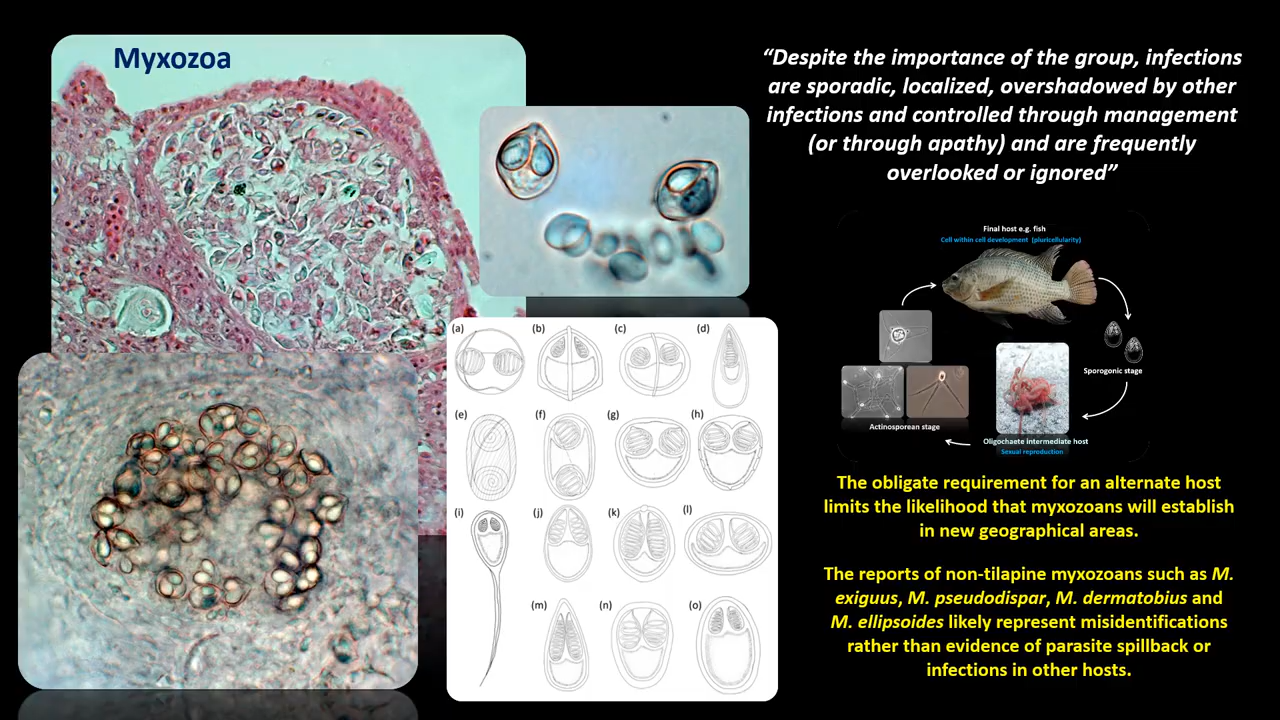 Myxozoa
“Despite the importance of the group, infections
are sporadic, localized, overshadowed by other
infections and controlled through management
(or through apathy) and are frequently
overlooked or ignored”
Final host e.g. fish
Cell within cell development (pluricellularity)
Sporogonic stage
Actinosporean stage
Oligochaete intermediate host
Sexual reproduction
(a) (b) (c) (d)
(e) (f) (g) (h)
(i) (j) (k) (l)
(m) (n) (o)
The obligate requirement for an alternate host
limits the likelihood that myxozoans will establish
in new geographical areas.
The reports of non-tilapine myxozoans such as M.
exiguus, M. pseudodispar, M. dermatobius and
M. ellipsoides likely represent misidentifications
rather than evidence of parasite spillback or
infections in other hosts.